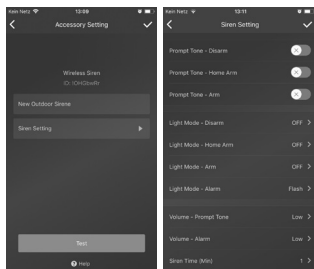 Kein Netz 13:09
Accessory Setting
Wireless Siren
New Outdoor Sirene
Siren Setting
Test
Help
Kein Netz 13:11
Siren Setting
Prompt Tone - Disarm
Prompt Tone - Home Arm
Prompt Tone - Arm
Light Mode - Disarm OFF
Light Mode - Home Arm OFF
Light Mode - Arm OFF
Light Mode - Alarm Flash
Volume - Prompt Tone Low
Volume - Alarm Low
Siren Time (Min) 1